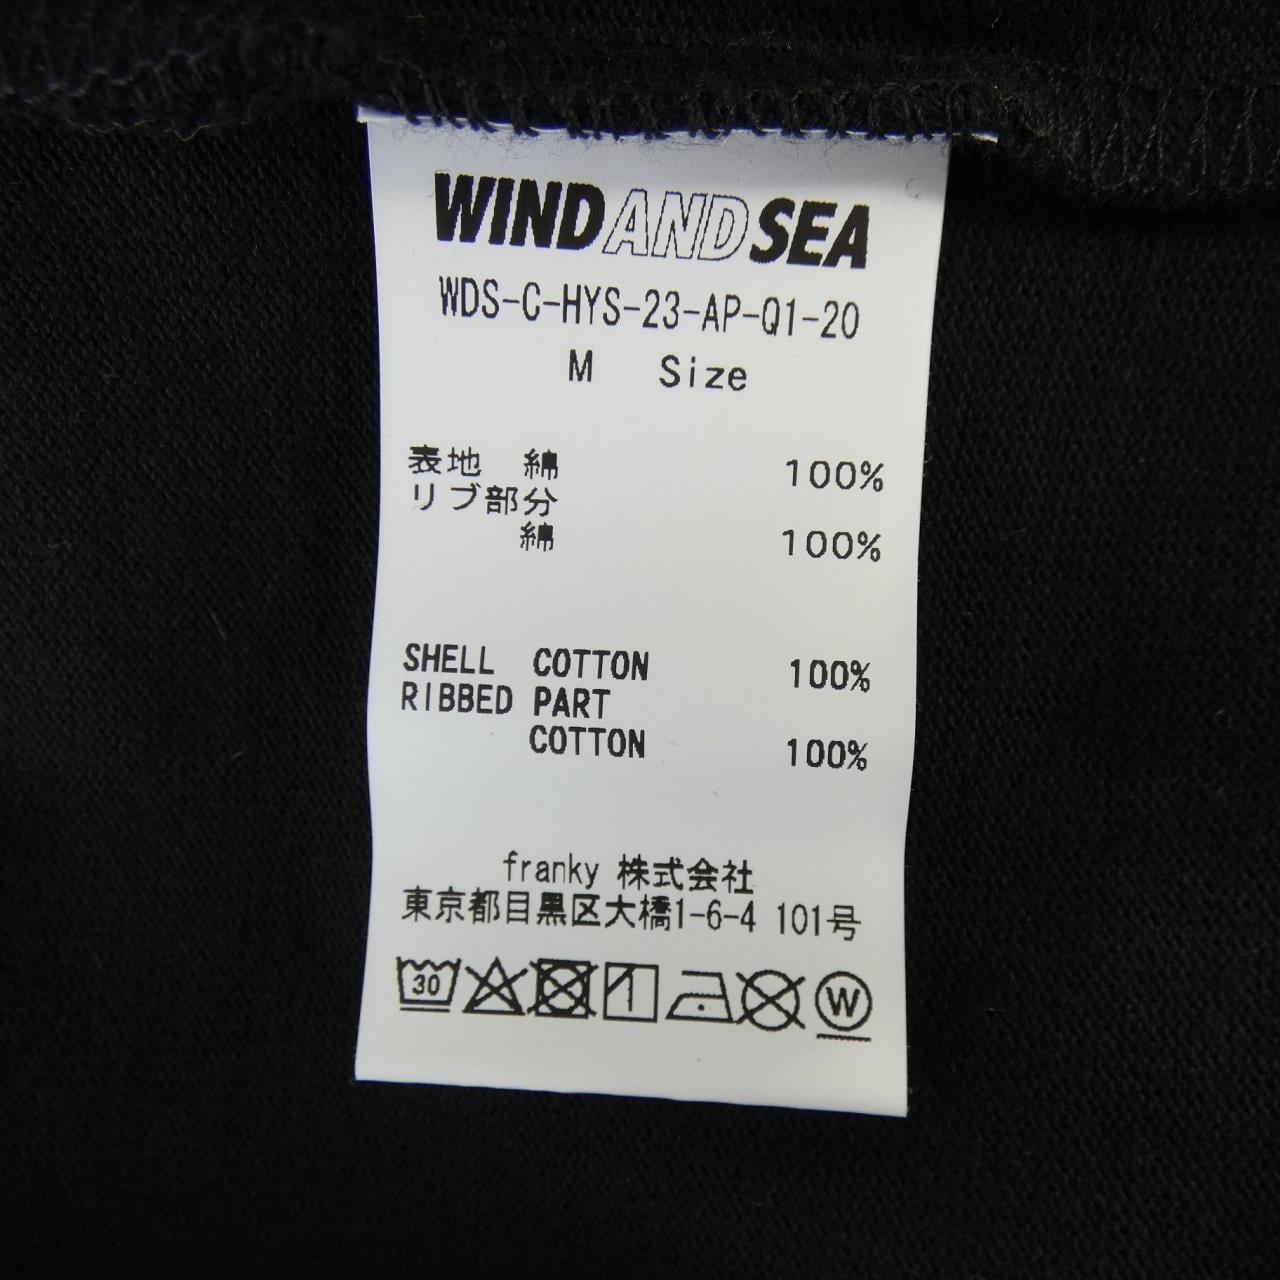 WINDANDSEA
WDS-C-HYS-23-AP-Q1-20
M Size
表地 綿 100%
リブ部分
綿 100%
SHELL COTTON 100%
RIBBED PART
COTTON 100%
franky 株式会社
東京都目黒区大橋1-6-4 101号
30 W